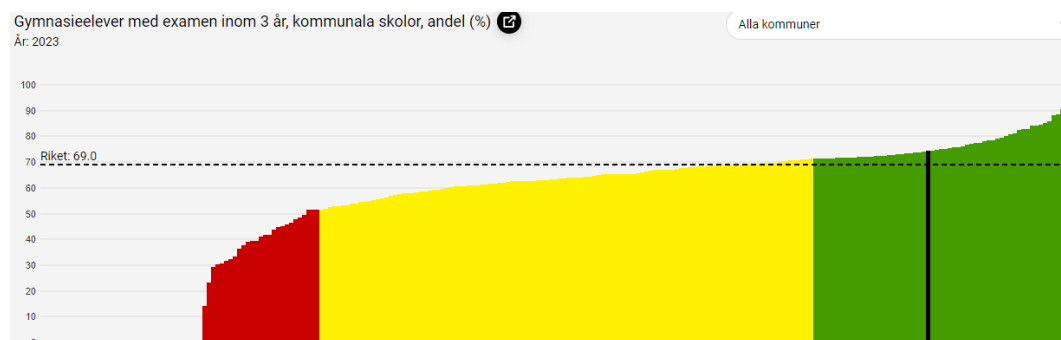 Gymnasieelever med examen inom 3 år, kommunala skolor, andel (%)
Alla kommuner
År: 2023
100
90
80
Riket: 69.0
70
60
50
40
30
20
10